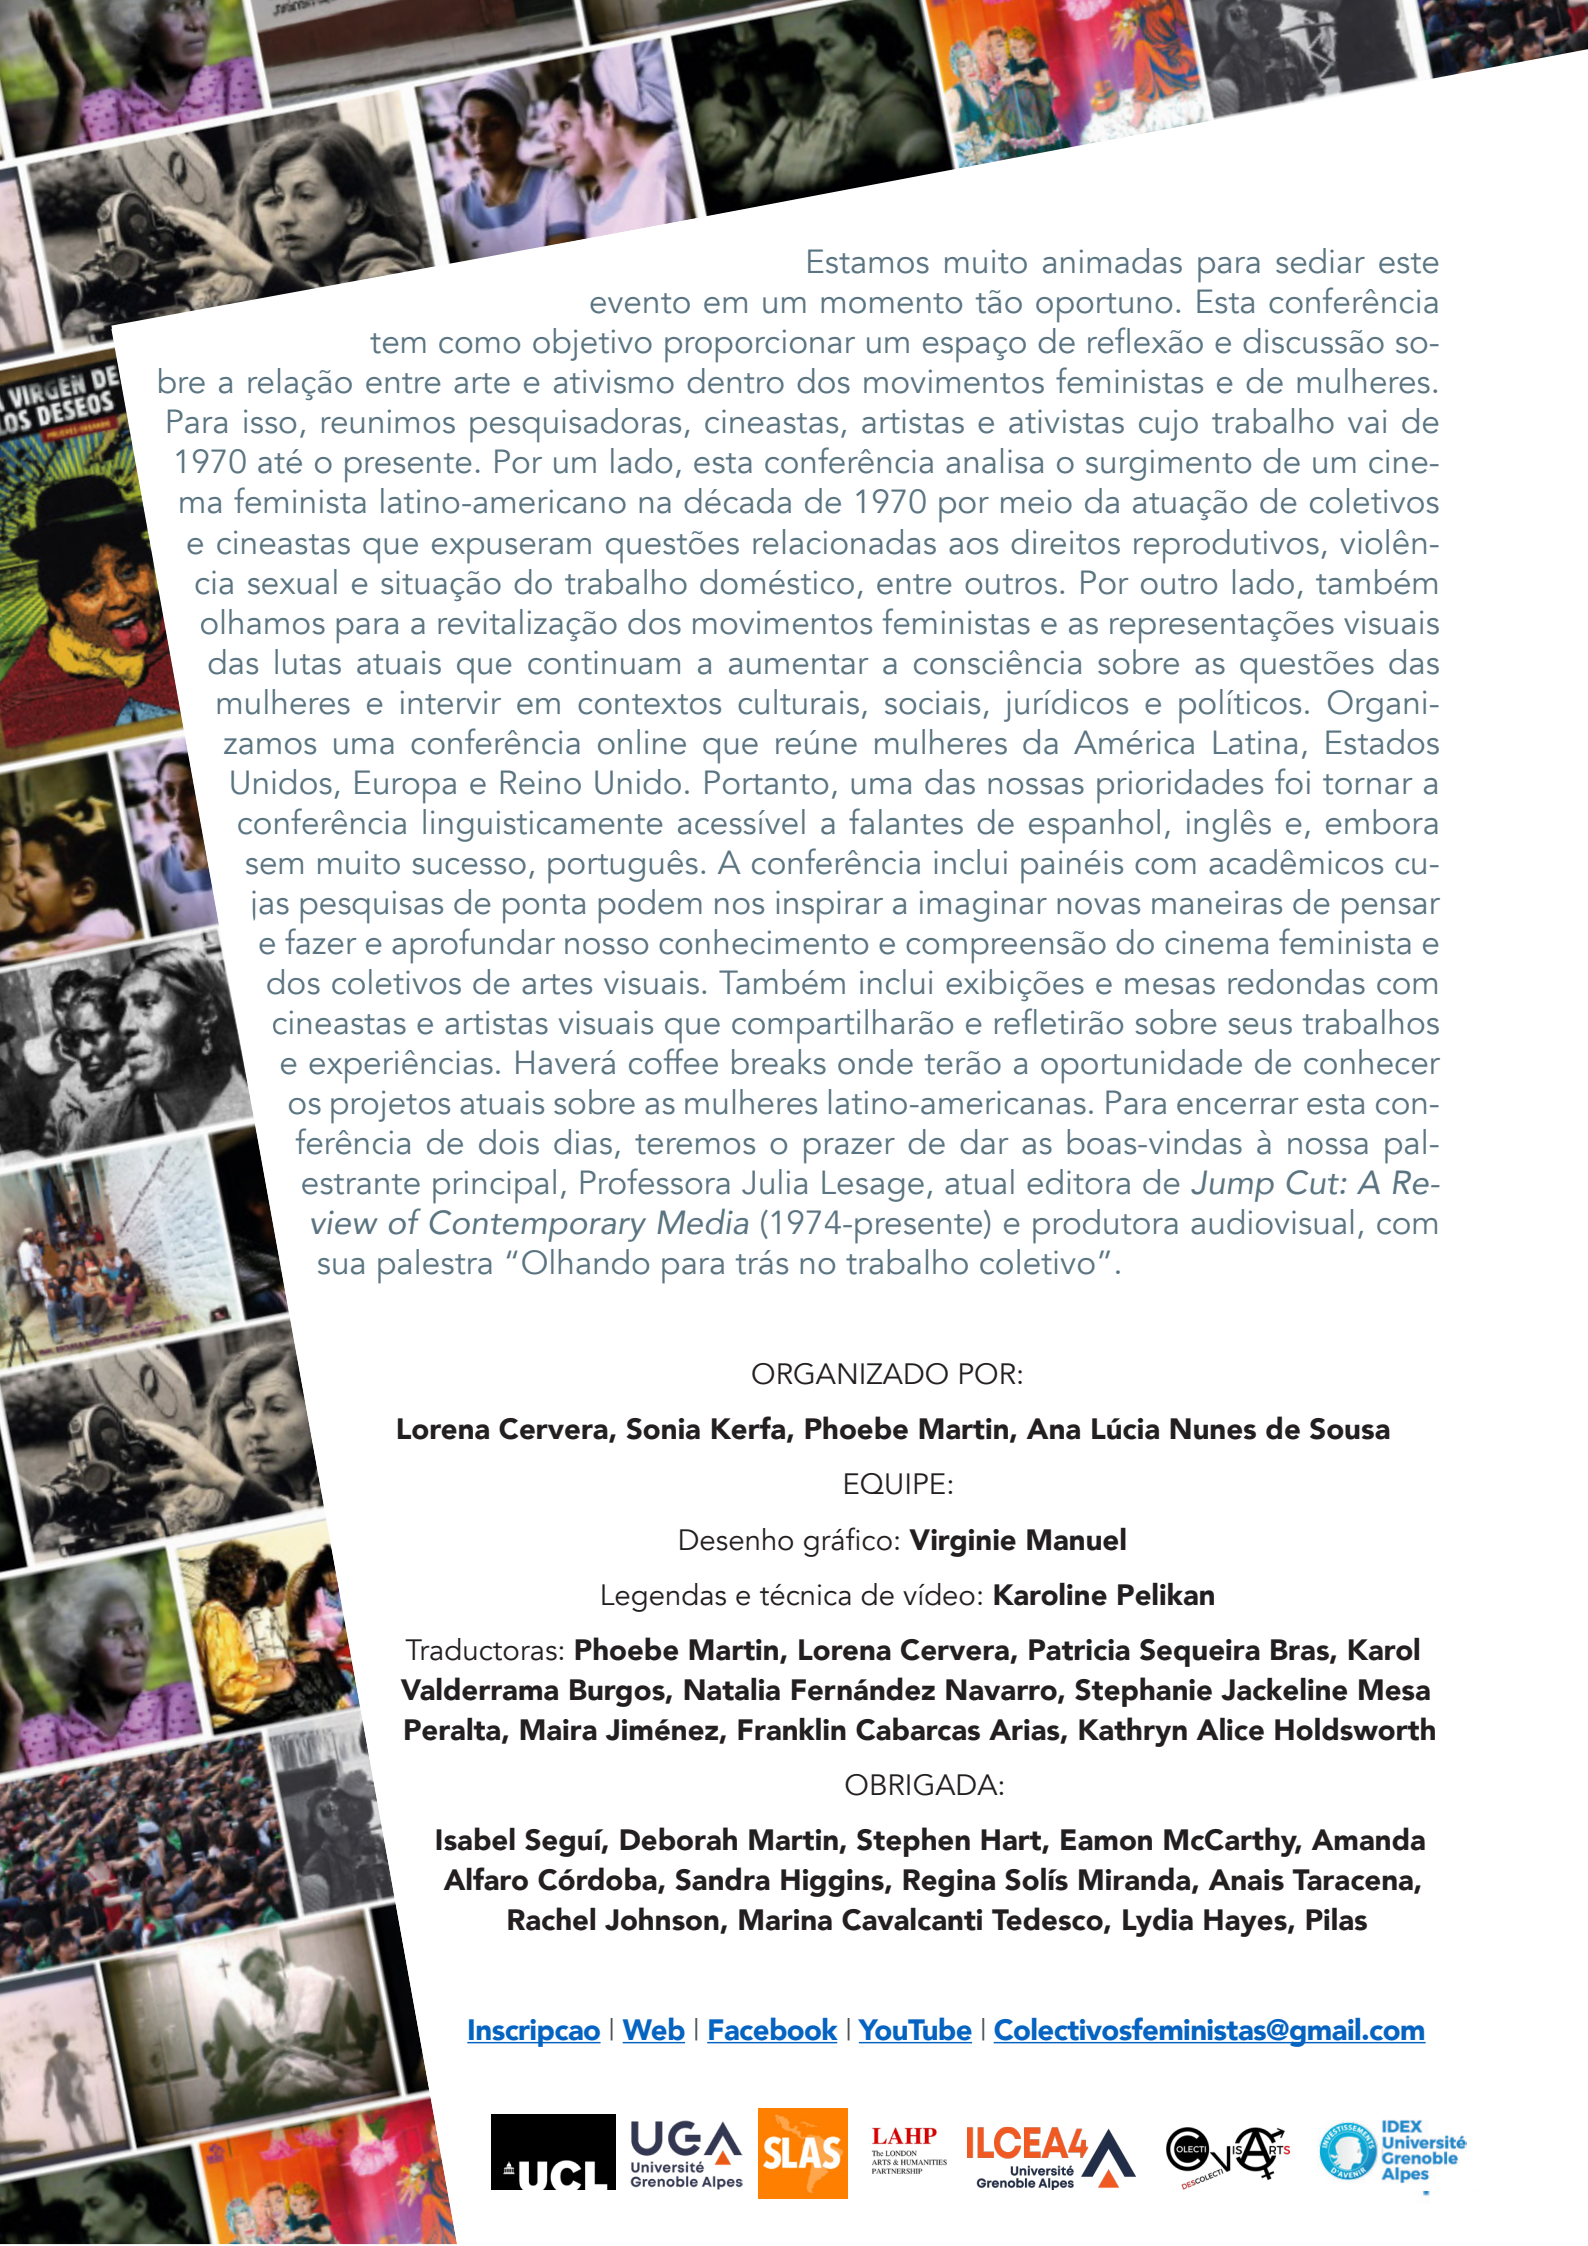 VIRGEN DE
LOS DESEOS
Estamos muito animadas para sediar este
evento em um momento tão oportuno. Esta conferência
tem como objetivo proporcionar um espaço de reflexão e discussão so-
bre a relação entre arte e ativismo dentro dos movimentos feministas e de mulheres.
Para isso, reunimos pesquisadoras, cineastas, artistas e ativistas cujo trabalho vai de
1970 até o presente. Por um lado, esta conferência analisa o surgimento de um cine-
ma feminista latino-americano na década de 1970 por meio da atuação de coletivos
e cineastas que expuseram questões relacionadas aos direitos reprodutivos, violên-
cia sexual e situação do trabalho doméstico, entre outros. Por outro lado, também
olhamos para a revitalização dos movimentos feministas e as representações visuais
das lutas atuais que continuam a aumentar a consciência sobre as questões das
mulheres e intervir em contextos culturais, sociais, jurídicos e políticos. Organi-
zamos uma conferência online que reúne mulheres da América Latina, Estados
Unidos, Europa e Reino Unido. Portanto, uma das nossas prioridades foi tornar a
conferência linguisticamente acessível a falantes de espanhol, inglês e, embora
sem muito sucesso, português. A conferência inclui painéis com acadêmicos cu-
jas pesquisas de ponta podem nos inspirar a imaginar novas maneiras de pensar
e fazer e aprofundar nosso conhecimento e compreensão do cinema feminista e
dos coletivos de artes visuais. Também inclui exibições e mesas redondas com
cineastas e artistas visuais que compartilharão e refletirão sobre seus trabalhos
e experiências. Haverá coffee breaks onde terão a oportunidade de conhecer
os projetos atuais sobre as mulheres latino-americanas. Para encerrar esta con-
ferência de dois dias, teremos o prazer de dar as boas-vindas à nossa pal-
estrante principal, Professora Julia Lesage, atual editora de Jump Cut: A Re-
view of Contemporary Media (1974-presente) e produtora audiovisual, com
sua palestra “Olhando para trás no trabalho coletivo”.
ORGANIZADO POR:
Lorena Cervera, Sonia Kerfa, Phoebe Martin, Ana Lúcia Nunes de Sousa
EQUIPE:
Desenho gráfico: Virginie Manuel
Legendas e técnica de vídeo: Karoline Pelikan
Traductoras: Phoebe Martin, Lorena Cervera, Patricia Sequeira Bras, Karol
Valderrama Burgos, Natalia Fernández Navarro, Stephanie Jackeline Mesa
Peralta, Maira Jiménez, Franklin Cabarcas Arias, Kathryn Alice Holdsworth
OBRIGADA:
Isabel Seguí, Deborah Martin, Stephen Hart, Eamon McCarthy, Amanda
Alfaro Córdoba, Sandra Higgins, Regina Solís Miranda, Anais Taracena,
Rachel Johnson, Marina Cavalcanti Tedesco, Lydia Hayes, Pilas
Inscripcao | Web | Facebook | YouTube | Colectivosfeministas@gmail.com
UCL
UGA
Université
Grenoble Alpes
SLAS
LAHP
The LONDON
ARTS & HUMANITIES
PARTNERSHIP
ILCEA4
Université
Grenoble Alpes
COLECTIVISARTS
DESCOLECTI
INVESTISSEMENTS
D'AVENIR
IDEX
Université
Grenoble
Alpes